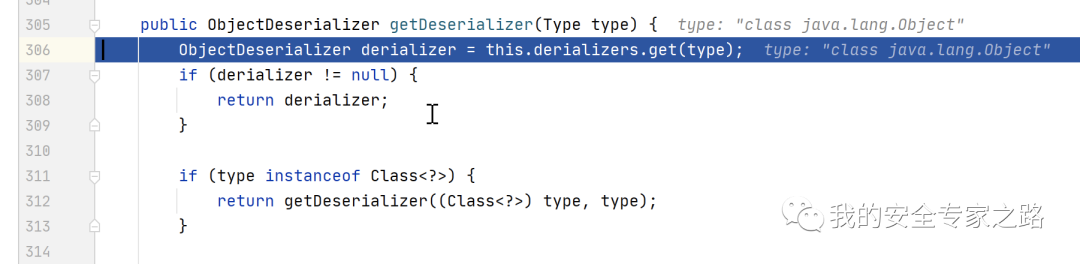 305 public ObjectDeserializer getDeserializer(Type type) { type: "class java.lang.Object"
306 ObjectDeserializer derializer = this.derializers.get(type); type: "class java.lang.Object"
307 if (derializer != null) {
308 return derializer;
309 }
310
311 if (type instanceof Class<?>) {
312 return getDeserializer((Class<?>) type, type);
313 }
314
我的安全专家之路